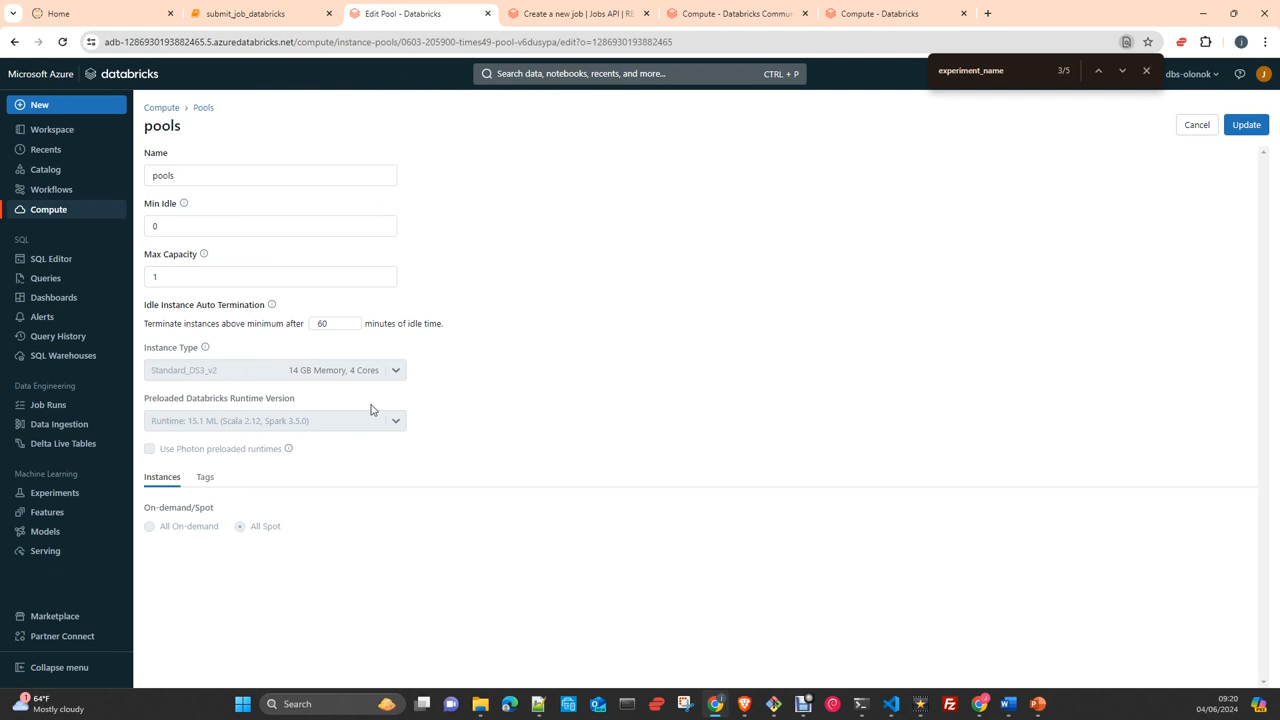 Home
submit_job_databricks
Edit Pool - Databricks
Create a new job | Jobs API | RE
Compute - Databricks Commun
Compute - Databricks
adb-1286930193882465.5.azuredatabricks.net/compute/instance-pools/0603-205900-times49-pool-v6dusypa/edit?o=1286930193882465
experiment_name
3/5
Microsoft Azure
databricks
Search data, notebooks, recents, and more...
CTRL + P
dbs-olonok
J
New
Workspace
Recents
Catalog
Workflows
Compute
SQL
SQL Editor
Queries
Dashboards
Alerts
Query History
SQL Warehouses
Data Engineering
Job Runs
Data Ingestion
Delta Live Tables
Machine Learning
Experiments
Features
Models
Serving
Marketplace
Partner Connect
Collapse menu
Compute › Pools
pools
Cancel
Update
Name
pools
Min Idle
0
Max Capacity
1
Idle Instance Auto Termination
Terminate instances above minimum after 60 minutes of idle time.
Instance Type
Standard_DS3_v2 14 GB Memory, 4 Cores
Preloaded Databricks Runtime Version
Runtime: 15.1 ML (Scala 2.12, Spark 3.5.0)
Use Photon preloaded runtimes
Instances
Tags
On-demand/Spot
All On-demand
All Spot
1
64°F
Mostly cloudy
Search
09:20
04/06/2024